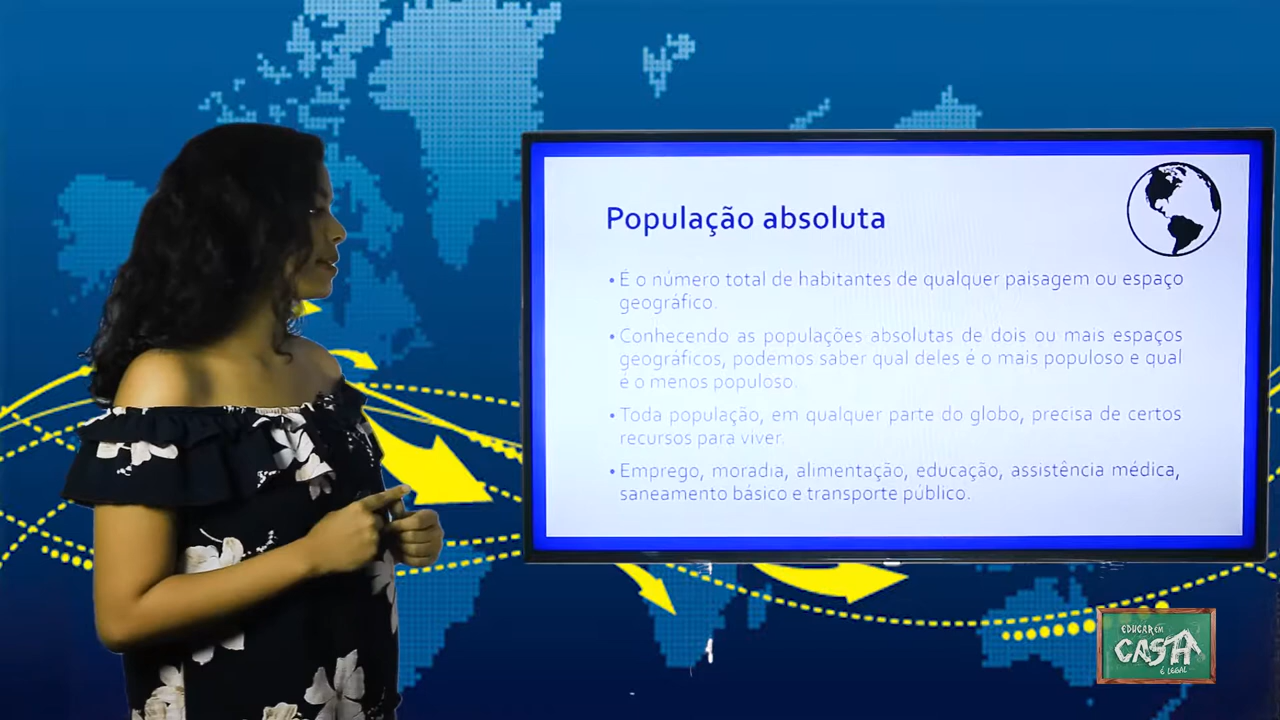 População absoluta
• É o número total de habitantes de qualquer paisagem ou espaço
geográfico.
• Conhecendo as populações absolutas de dois ou mais espaços
geográficos, podemos saber qual deles é o mais populoso e qual
é o menos populoso.
• Toda população, em qualquer parte do globo, precisa de certos
recursos para viver.
• Emprego, moradia, alimentação, educação, assistência médica,
saneamento básico e transporte público.
EDUCAR EM
CASA
É LEGAL